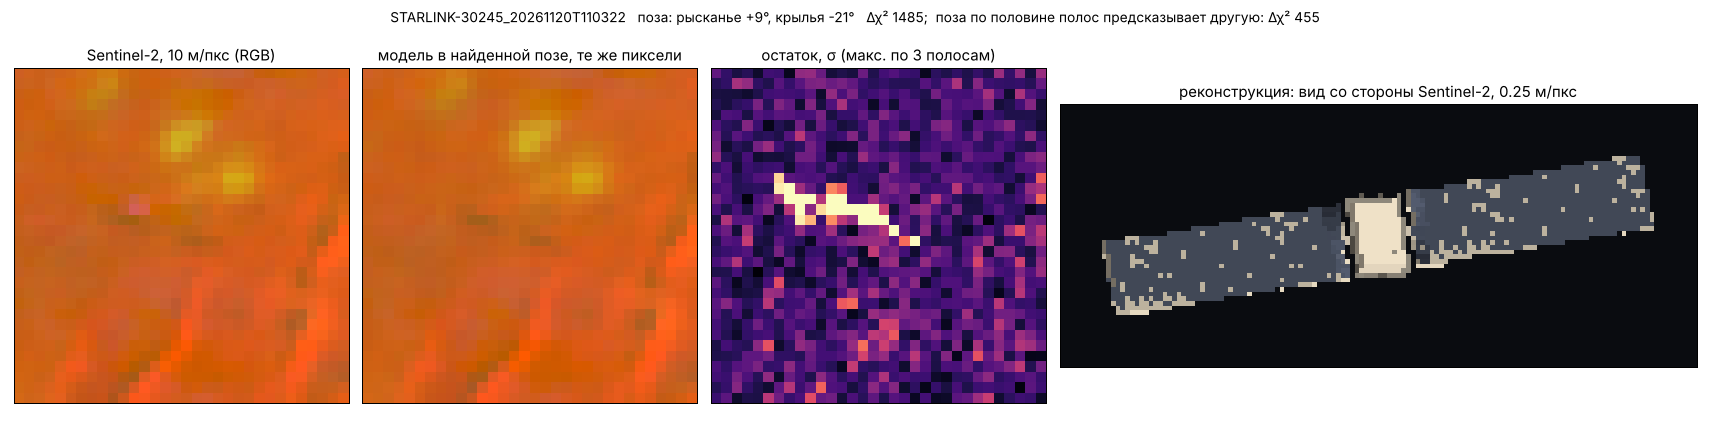 STARLINK-30245_20261120T110322 поза: рысканье +9°, крылья -21° Δχ² 1485; поза по половине полос предсказывает другую: Δχ² 455
Sentinel-2, 10 м/пкс (RGB)
модель в найденной позе, те же пиксели
остаток, σ (макс. по 3 полосам)
реконструкция: вид со стороны Sentinel-2, 0.25 м/пкс